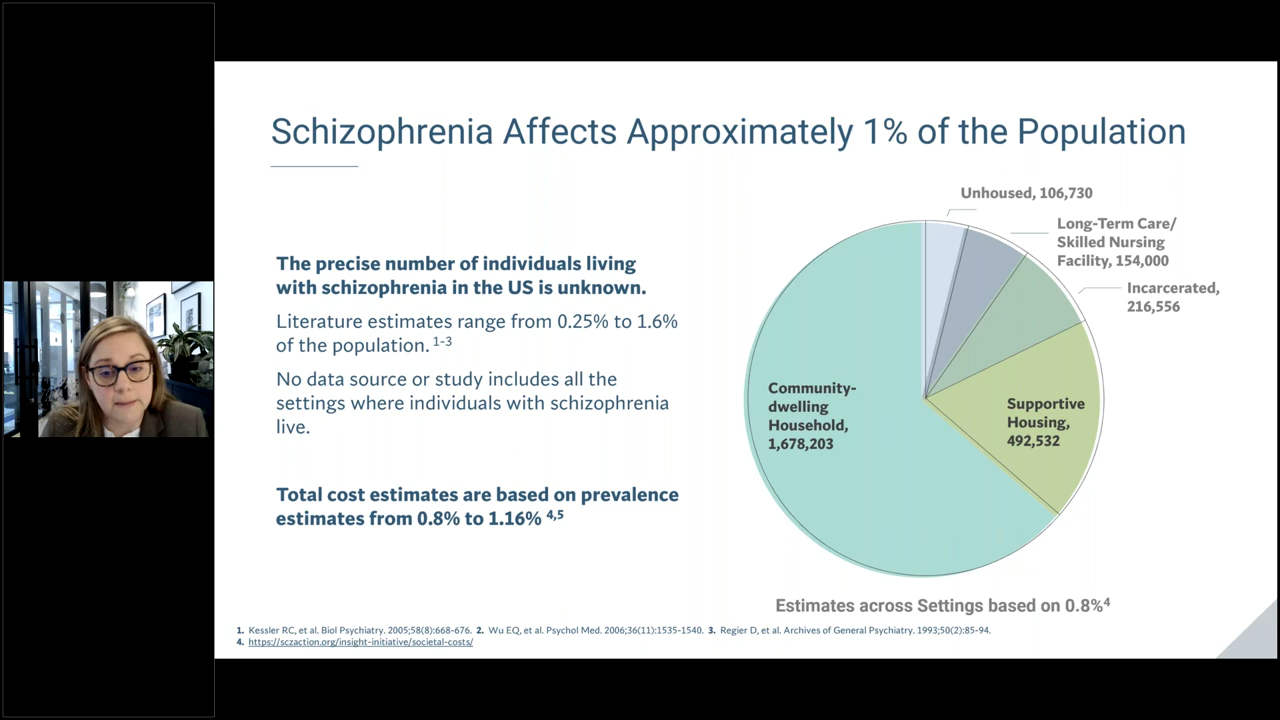 Schizophrenia Affects Approximately 1% of the Population
The precise number of individuals living
with schizophrenia in the US is unknown.
Literature estimates range from 0.25% to 1.6%
of the population. 1-3
No data source or study includes all the
settings where individuals with schizophrenia
live.
Total cost estimates are based on prevalence
estimates from 0.8% to 1.16% 4,5
Unhoused, 106,730
Long-Term Care/
Skilled Nursing
Facility, 154,000
Incarcerated,
216,556
Supportive
Housing,
492,532
Community-
dwelling
Household,
1,678,203
Estimates across Settings based on 0.8%4
1. Kessler RC, et al. Biol Psychiatry. 2005;58(8):668-676. 2. Wu EQ, et al. Psychol Med. 2006;36(11):1535-1540. 3. Regier D, et al. Archives of General Psychiatry. 1993;50(2):85-94.
4. https://sczaction.org/insight-initiative/societal-costs/